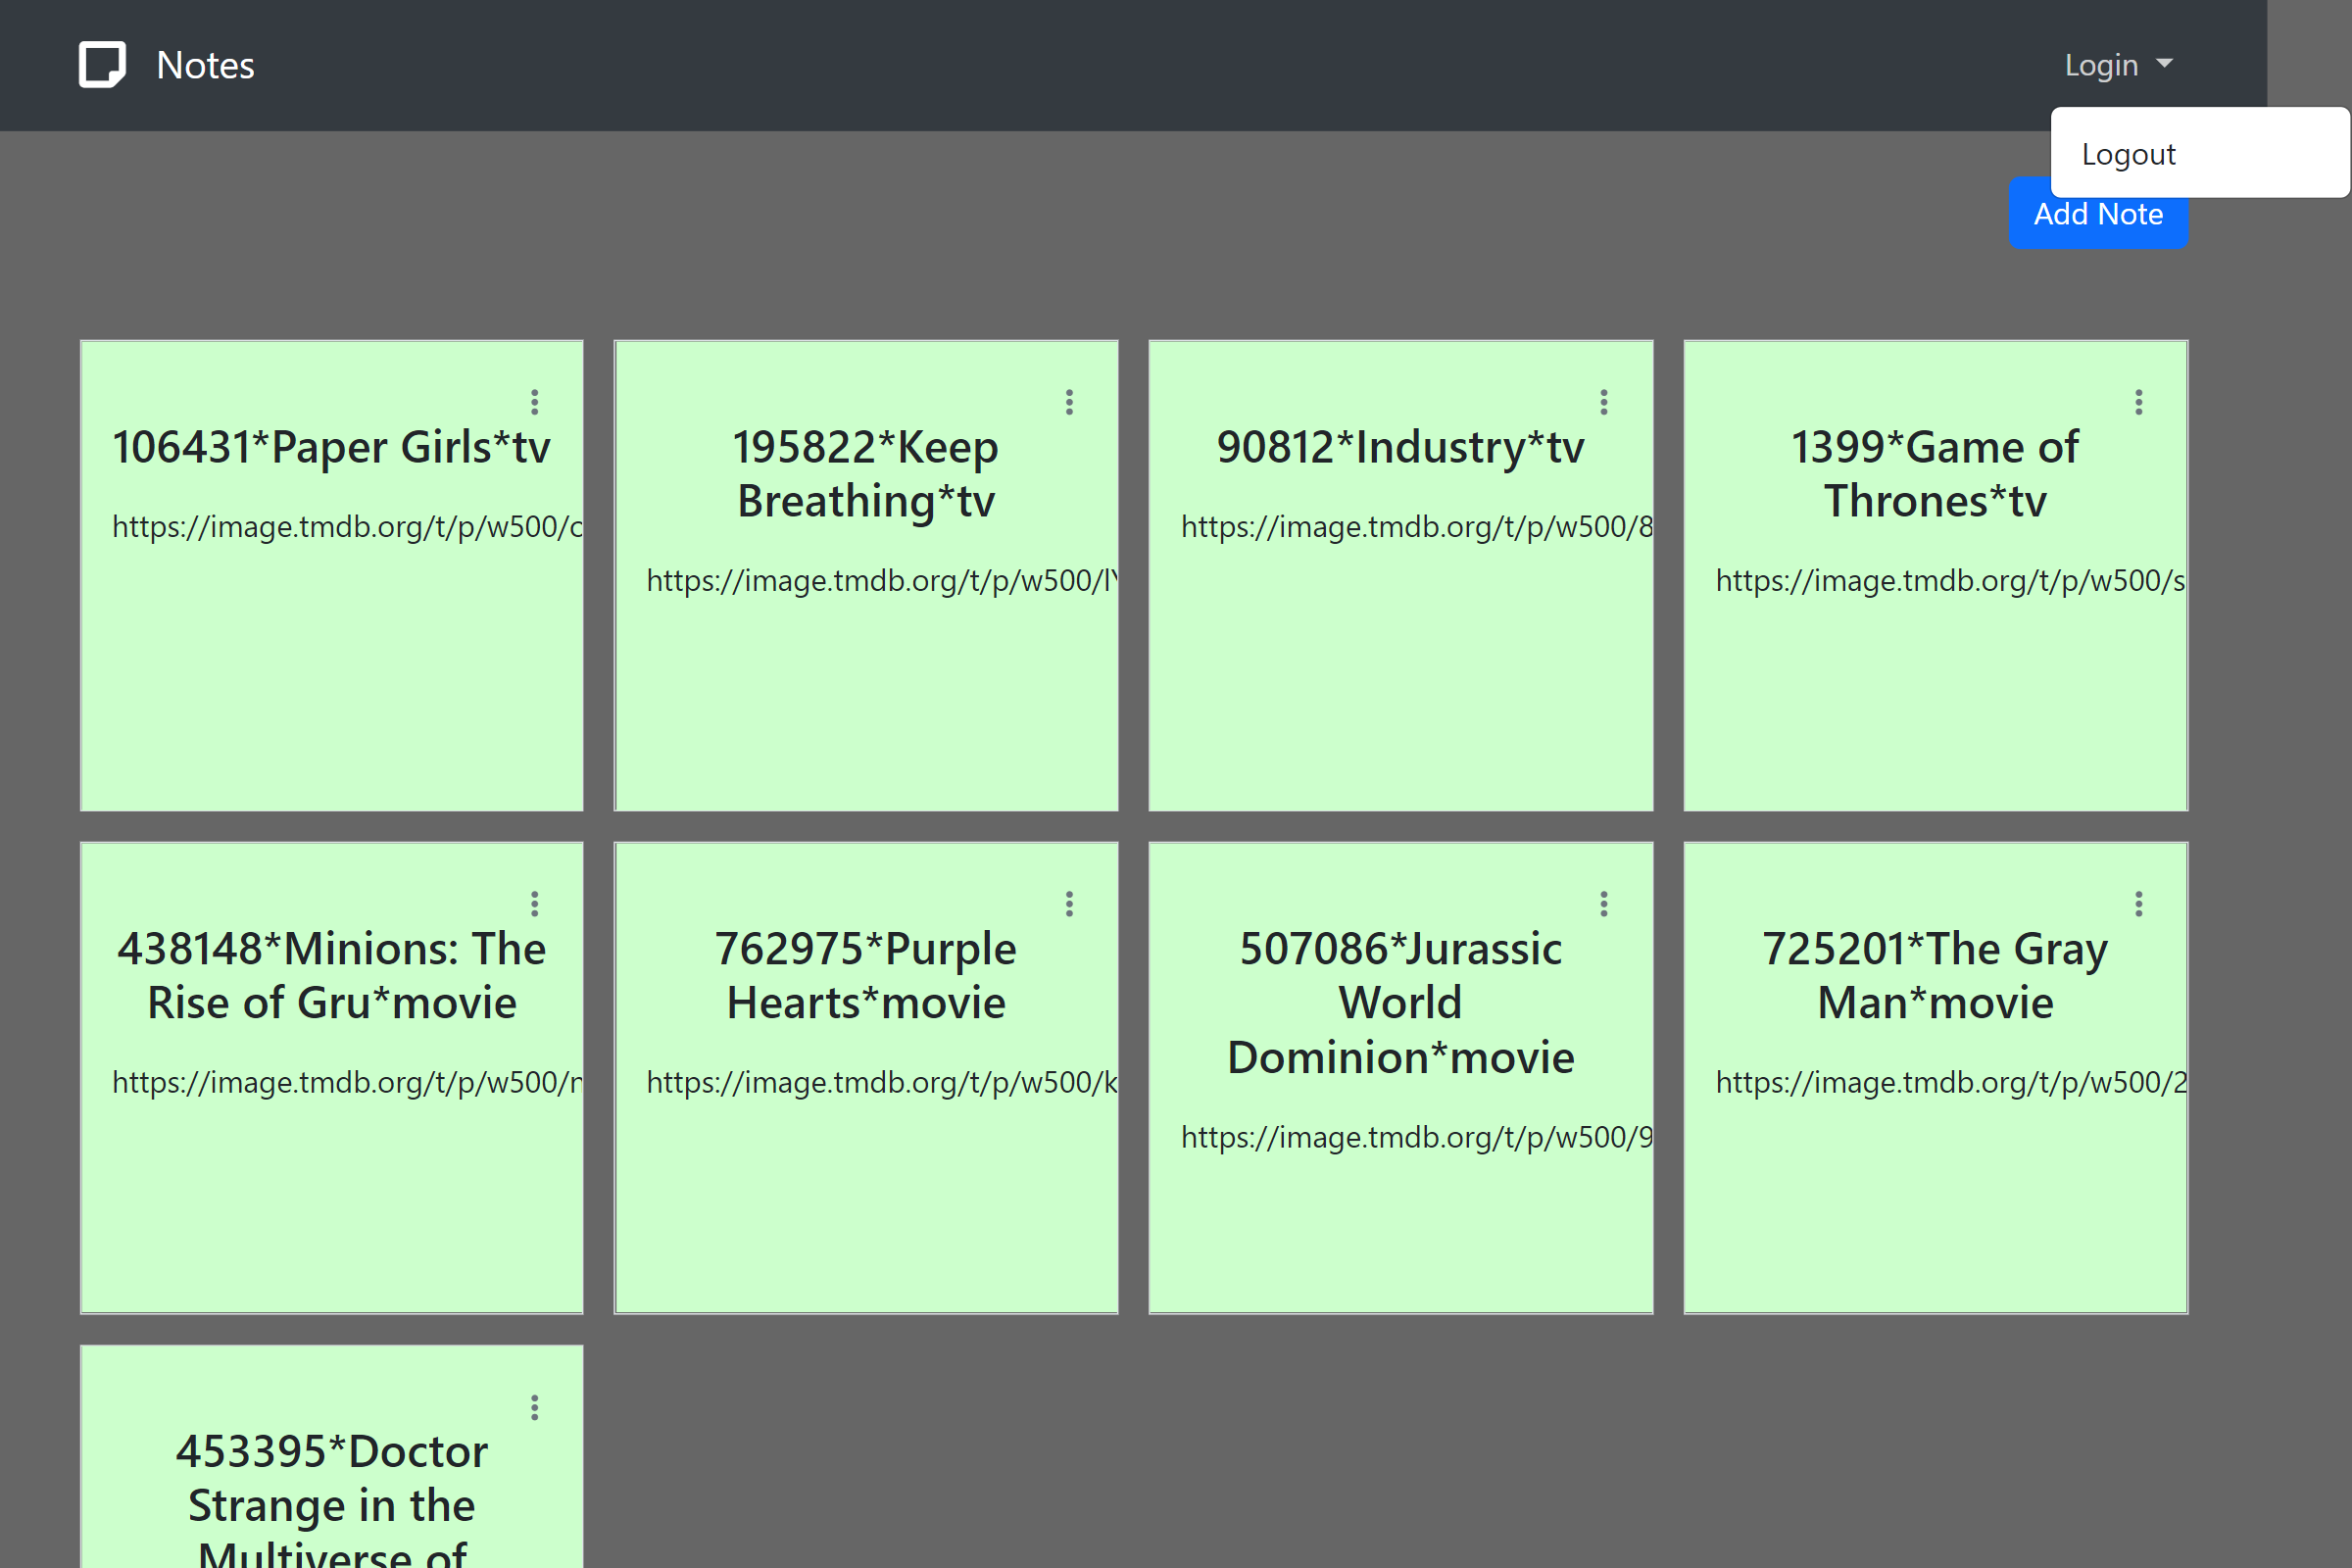 Notes
Login
Logout
Add Note
106431*Paper Girls*tv
https://image.tmdb.org/t/p/w500/
195822*Keep
Breathing*tv
https://image.tmdb.org/t/p/w500/
90812*Industry*tv
https://image.tmdb.org/t/p/w500/8
1399*Game of
Thrones*tv
https://image.tmdb.org/t/p/w500/s
438148*Minions: The
Rise of Gru*movie
https://image.tmdb.org/t/p/w500/
762975*Purple
Hearts*movie
https://image.tmdb.org/t/p/w500/k
507086*Jurassic
World
Dominion*movie
https://image.tmdb.org/t/p/w500/9
725201*The Gray
Man*movie
https://image.tmdb.org/t/p/w500/2
453395*Doctor
Strange in the
Multiverse of